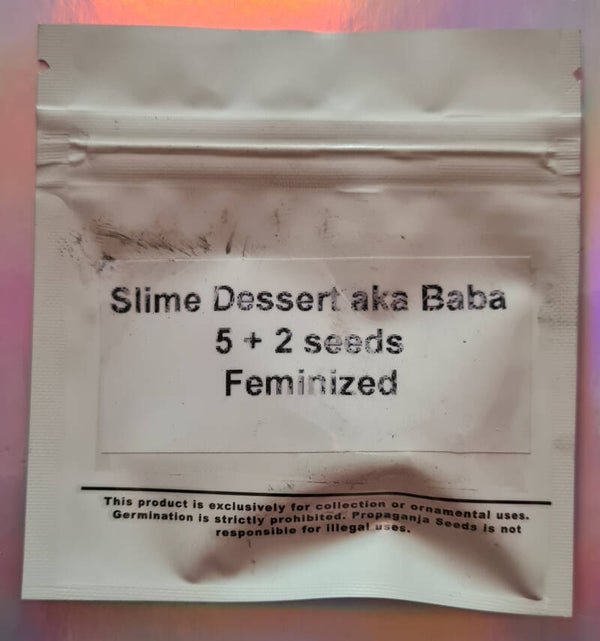 Slime Dessert aka Baba
5 + 2 seeds
Feminized
This product is exclusively for collection or ornamental uses.
Germination is strictly prohibited. Propaganja Seeds is not
responsible for illegal uses.